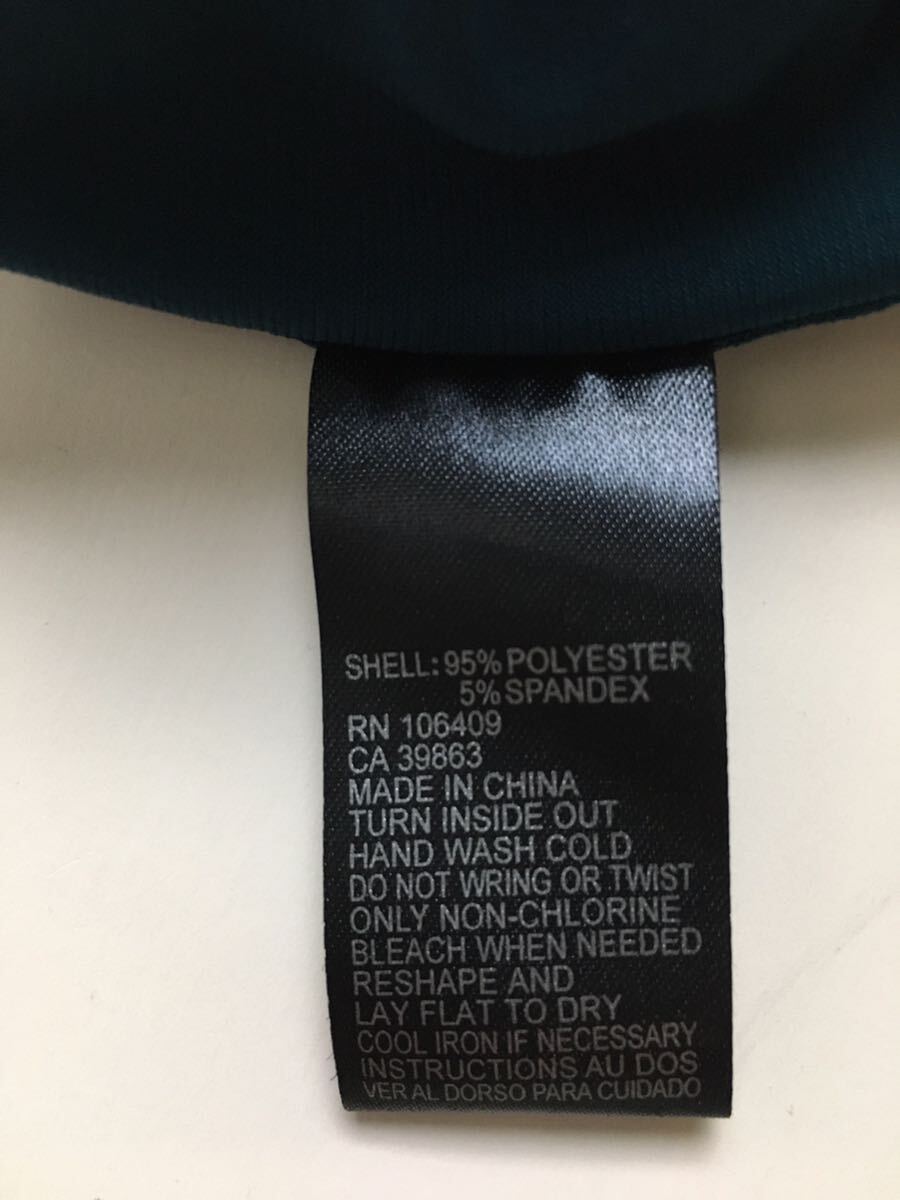 SHELL: 95% POLYESTER
5% SPANDEX
RN 106409
CA 39863
MADE IN CHINA
TURN INSIDE OUT
HAND WASH COLD
DO NOT WRING OR TWIST
ONLY NON-CHLORINE
BLEACH WHEN NEEDED
RESHAPE AND
LAY FLAT TO DRY
COOL IRON IF NECESSARY
INSTRUCTIONS AU DOS
VER AL DORSO PARA CUIDADO